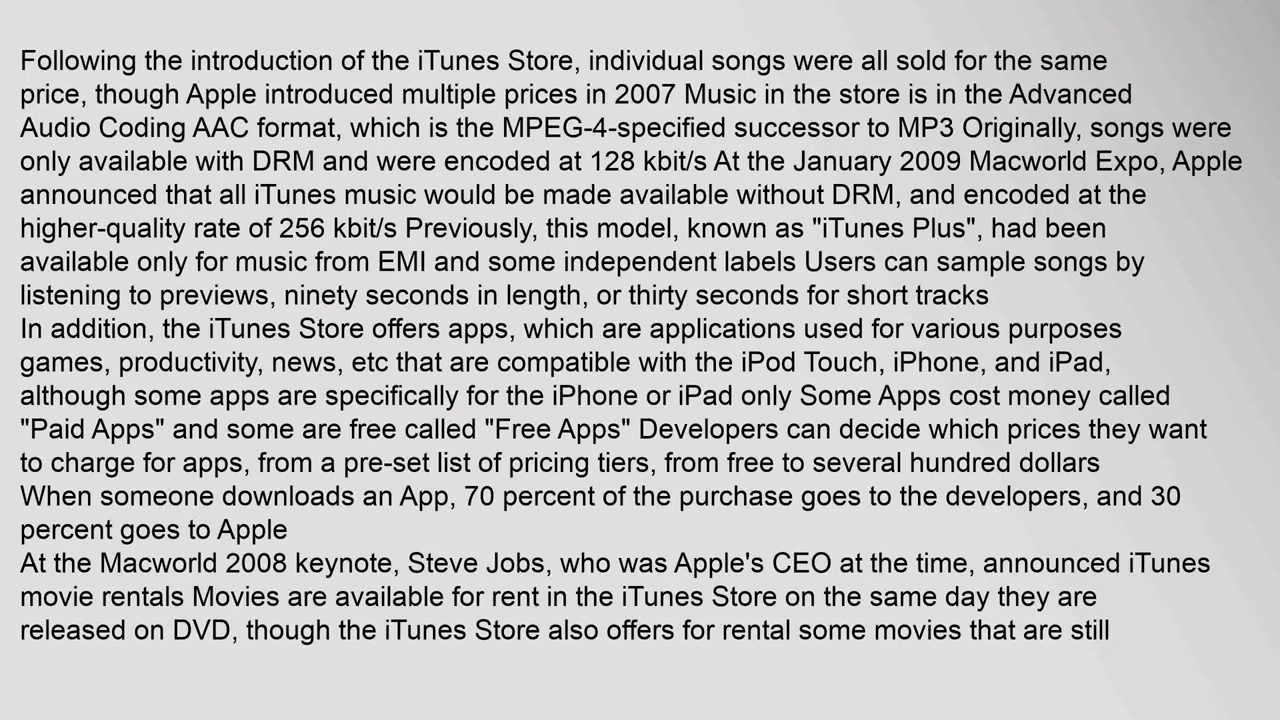 Following the introduction of the iTunes Store, individual songs were all sold for the same
price, though Apple introduced multiple prices in 2007 Music in the store is in the Advanced
Audio Coding AAC format, which is the MPEG-4-specified successor to MP3 Originally, songs were
only available with DRM and were encoded at 128 kbit/s At the January 2009 Macworld Expo, Apple
announced that all iTunes music would be made available without DRM, and encoded at the
higher-quality rate of 256 kbit/s Previously, this model, known as "iTunes Plus", had been
available only for music from EMI and some independent labels Users can sample songs by
listening to previews, ninety seconds in length, or thirty seconds for short tracks
In addition, the iTunes Store offers apps, which are applications used for various purposes
games, productivity, news, etc that are compatible with the iPod Touch, iPhone, and iPad,
although some apps are specifically for the iPhone or iPad only Some Apps cost money called
"Paid Apps" and some are free called "Free Apps" Developers can decide which prices they want
to charge for apps, from a pre-set list of pricing tiers, from free to several hundred dollars
When someone downloads an App, 70 percent of the purchase goes to the developers, and 30
percent goes to Apple
At the Macworld 2008 keynote, Steve Jobs, who was Apple's CEO at the time, announced iTunes
movie rentals Movies are available for rent in the iTunes Store on the same day they are
released on DVD, though the iTunes Store also offers for rental some movies that are still